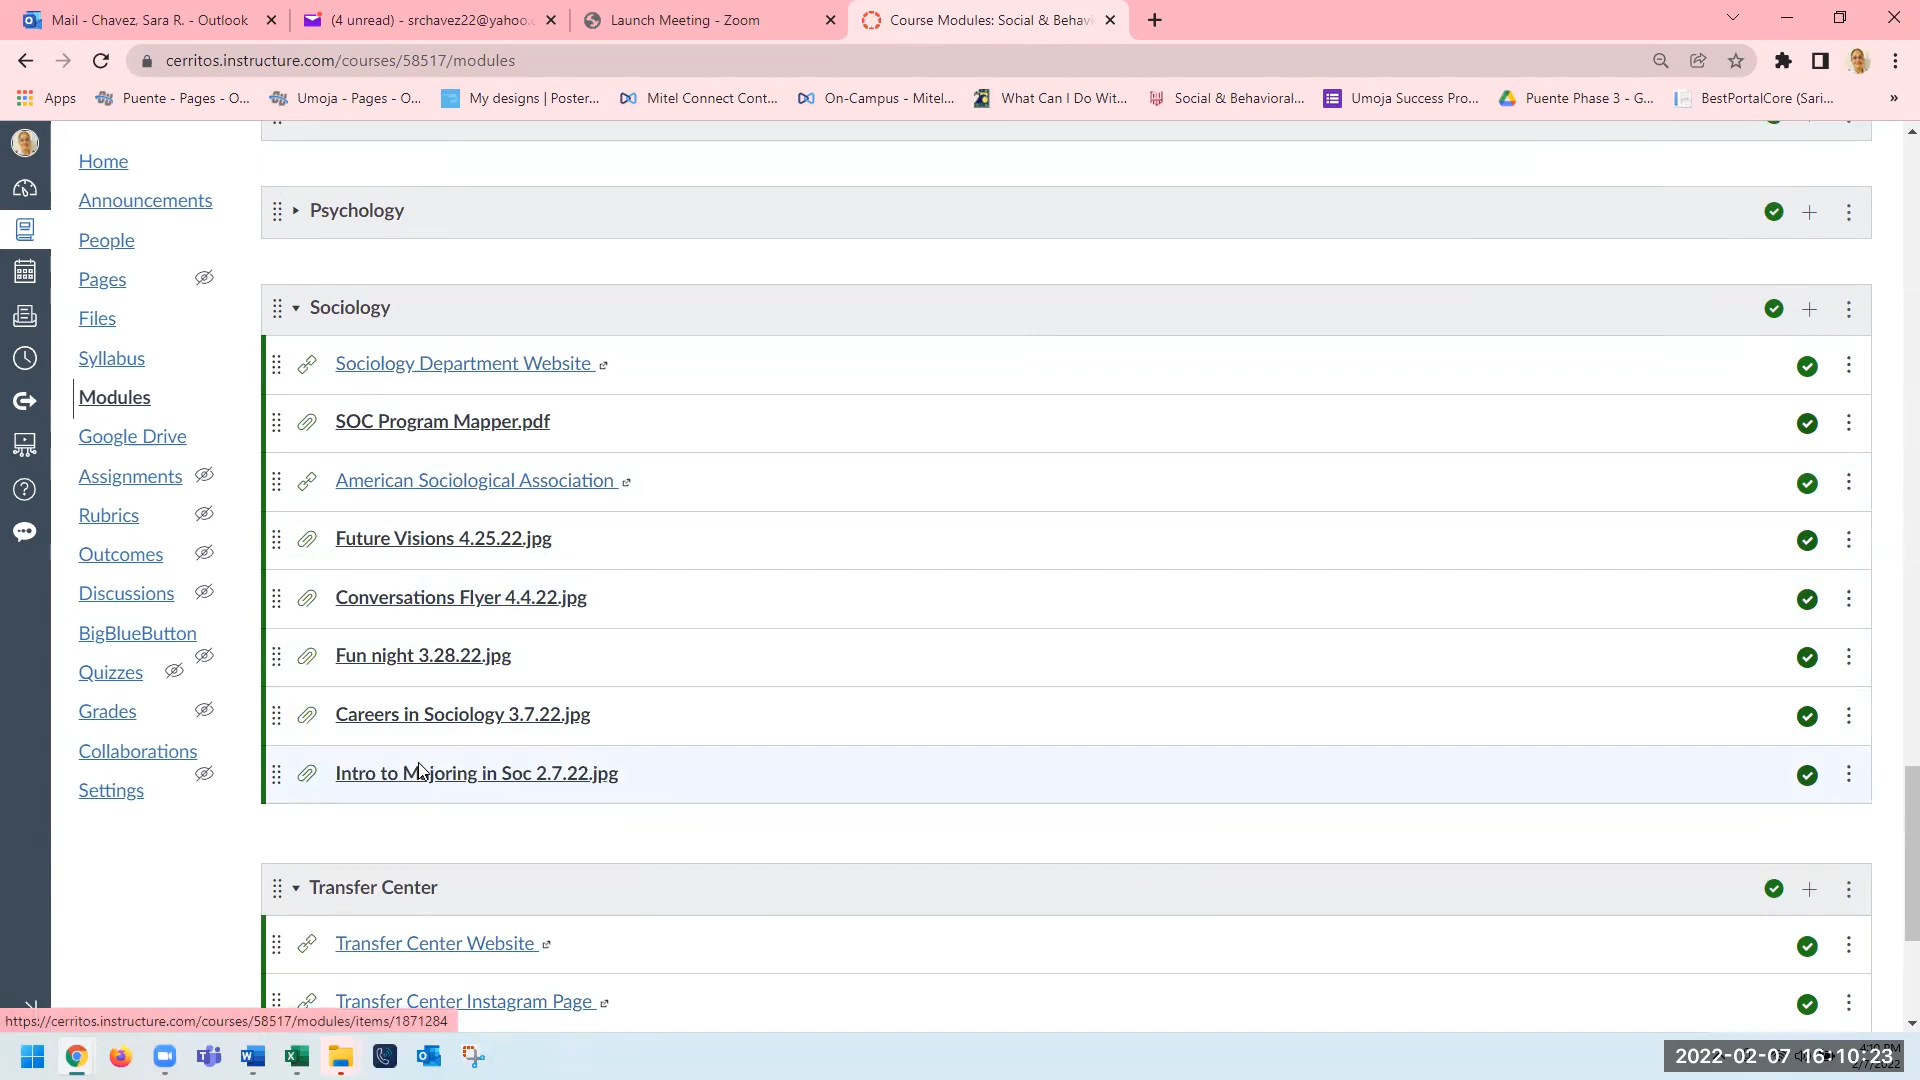 Mail - Chavez, Sara R. - Outlook
(4 unread) - srchavez22@yahoo.
Launch Meeting - Zoom
Course Modules: Social & Behavi
cerritos.instructure.com/courses/58517/modules
Apps
Puente - Pages - O...
Umoja - Pages - O...
My designs | Poster...
Mitel Connect Cont...
On-Campus - Mitel...
What Can I Do Wit...
Social & Behavioral...
Umoja Success Pro...
Puente Phase 3 - G...
BestPortalCore (Sari...
»
Home
Announcements
People
Pages
Files
Syllabus
Modules
Google Drive
Assignments
Rubrics
Outcomes
Discussions
BigBlueButton
Quizzes
Grades
Collaborations
Settings
Psychology
Sociology
Sociology Department Website
SOC Program Mapper.pdf
American Sociological Association
Future Visions 4.25.22.jpg
Conversations Flyer 4.4.22.jpg
Fun night 3.28.22.jpg
Careers in Sociology 3.7.22.jpg
Intro to Majoring in Soc 2.7.22.jpg
Transfer Center
Transfer Center Website
Transfer Center Instagram Page
https://cerritos.instructure.com/courses/58517/modules/items/1871284
2022-02-07 16:10:23